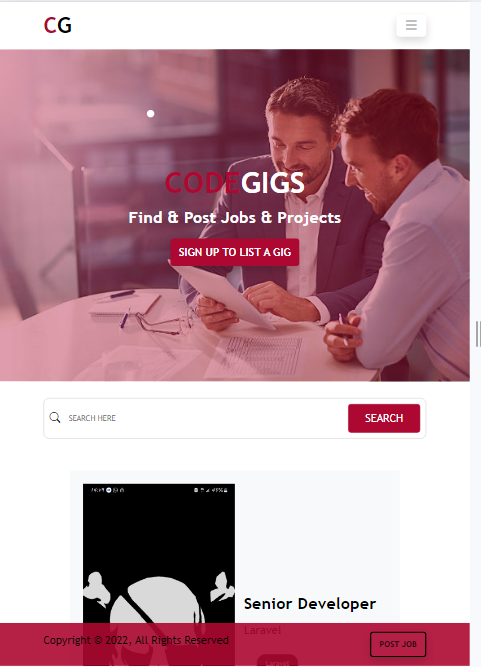 CG
CODEGIGS
Find & Post Jobs & Projects
SIGN UP TO LIST A GIG
SEARCH HERE
SEARCH
Senior Developer
Laravel
Copyright © 2022, All Rights Reserved
POST JOB